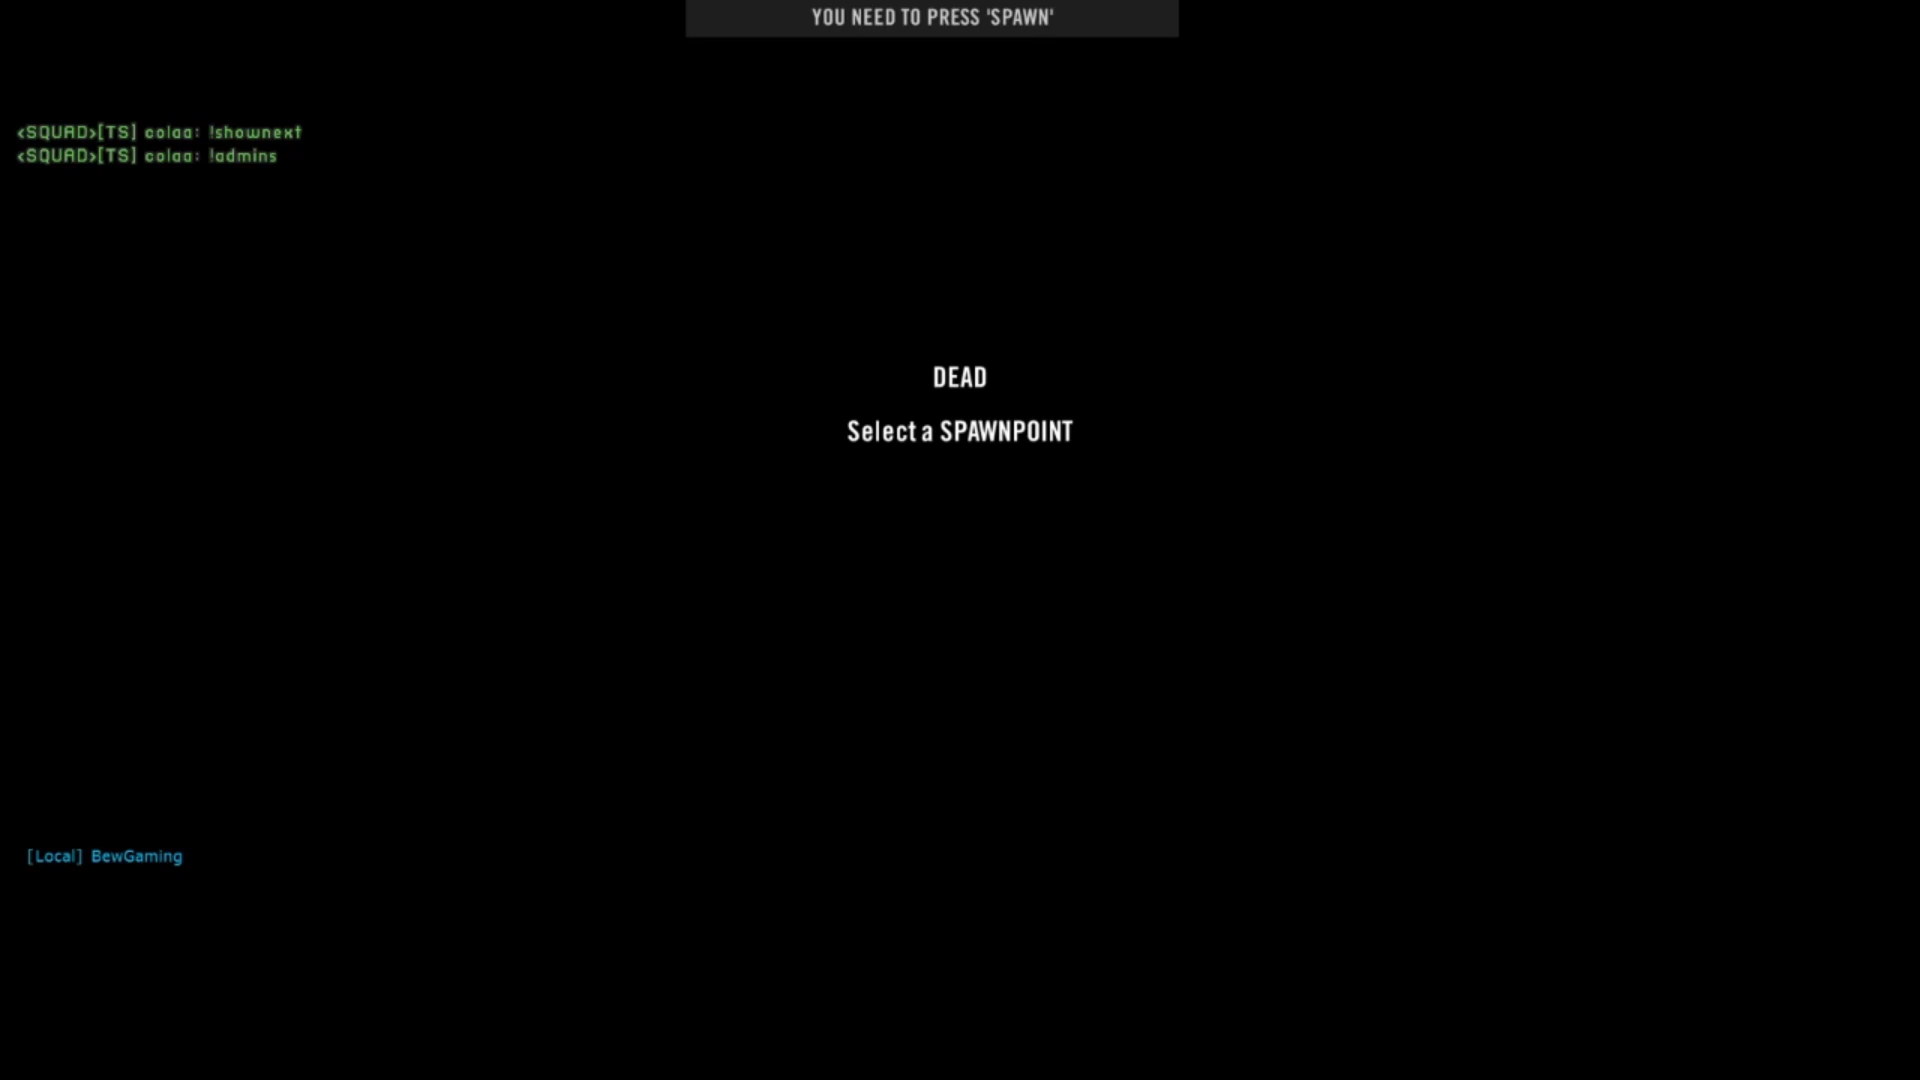 YOU NEED TO PRESS 'SPAWN'
<SQUAD>[TS] colaa: !shownext
<SQUAD>[TS] colaa: !admins
DEAD
Select a SPAWNPOINT
[Local] BewGaming